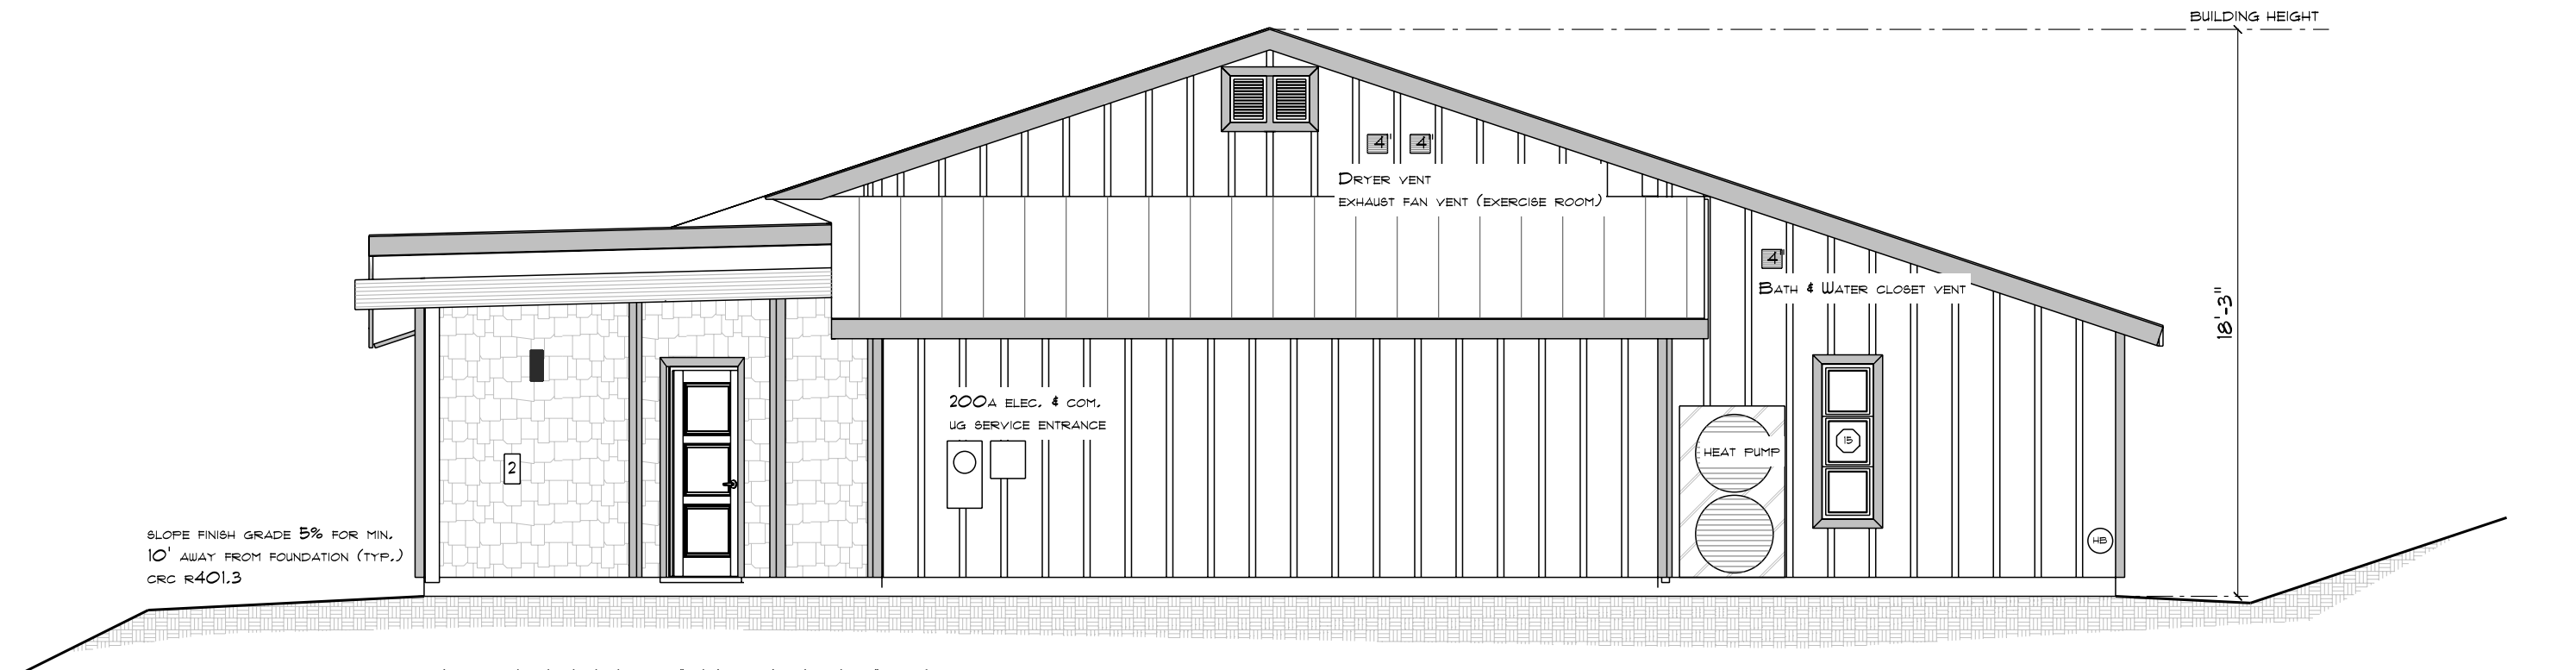 BUILDING HEIGHT
4"
4"
DRYER VENT
EXHAUST FAN VENT (EXERCISE ROOM)
4"
BATH & WATER CLOSET VENT
18'-3"
200A ELEC. & COM.
UG SERVICE ENTRANCE
HEAT PUMP
15
2
SLOPE FINISH GRADE 5% FOR MIN.
10' AWAY FROM FOUNDATION (TYP.)
CRC R401.3
HB